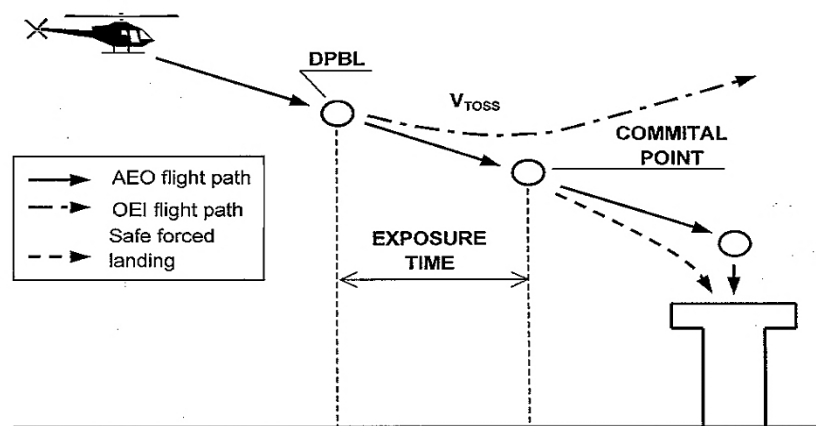 DPBL
VTOSS
COMMITAL
POINT
AEO flight path
OEI flight path
Safe forced
landing
EXPOSURE
TIME